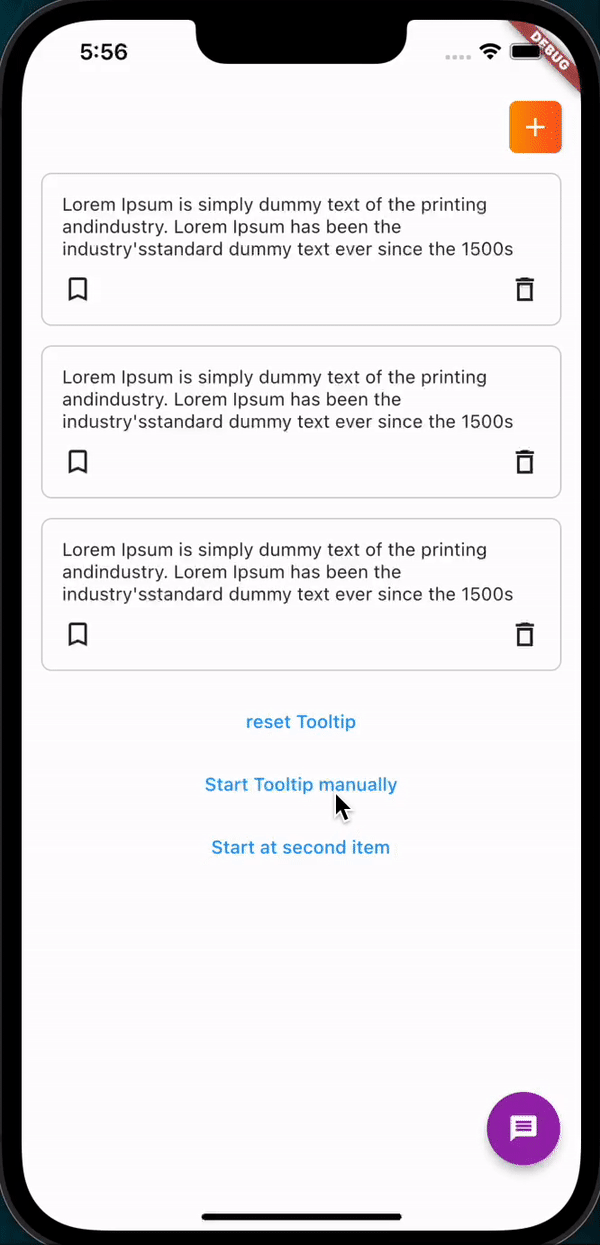 5:56
DEBUG
Lorem Ipsum is simply dummy text of the printing
andindustry. Lorem Ipsum has been the
industry'sstandard dummy text ever since the 1500s
Lorem Ipsum is simply dummy text of the printing
andindustry. Lorem Ipsum has been the
industry'sstandard dummy text ever since the 1500s
Lorem Ipsum is simply dummy text of the printing
andindustry. Lorem Ipsum has been the
industry'sstandard dummy text ever since the 1500s
reset Tooltip
Start Tooltip manually
Start at second item